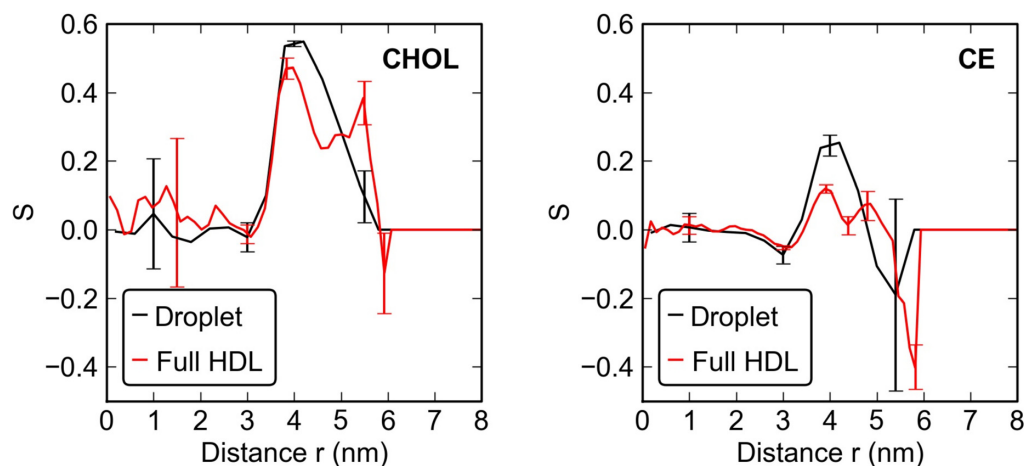 0.6
0.4
0.2
0.0
−0.2
−0.4
S
CHOL
Droplet
Full HDL
0 1 2 3 4 5 6 7 8
Distance r (nm)
0.6
0.4
0.2
0.0
−0.2
−0.4
S
CE
Droplet
Full HDL
0 1 2 3 4 5 6 7 8
Distance r (nm)